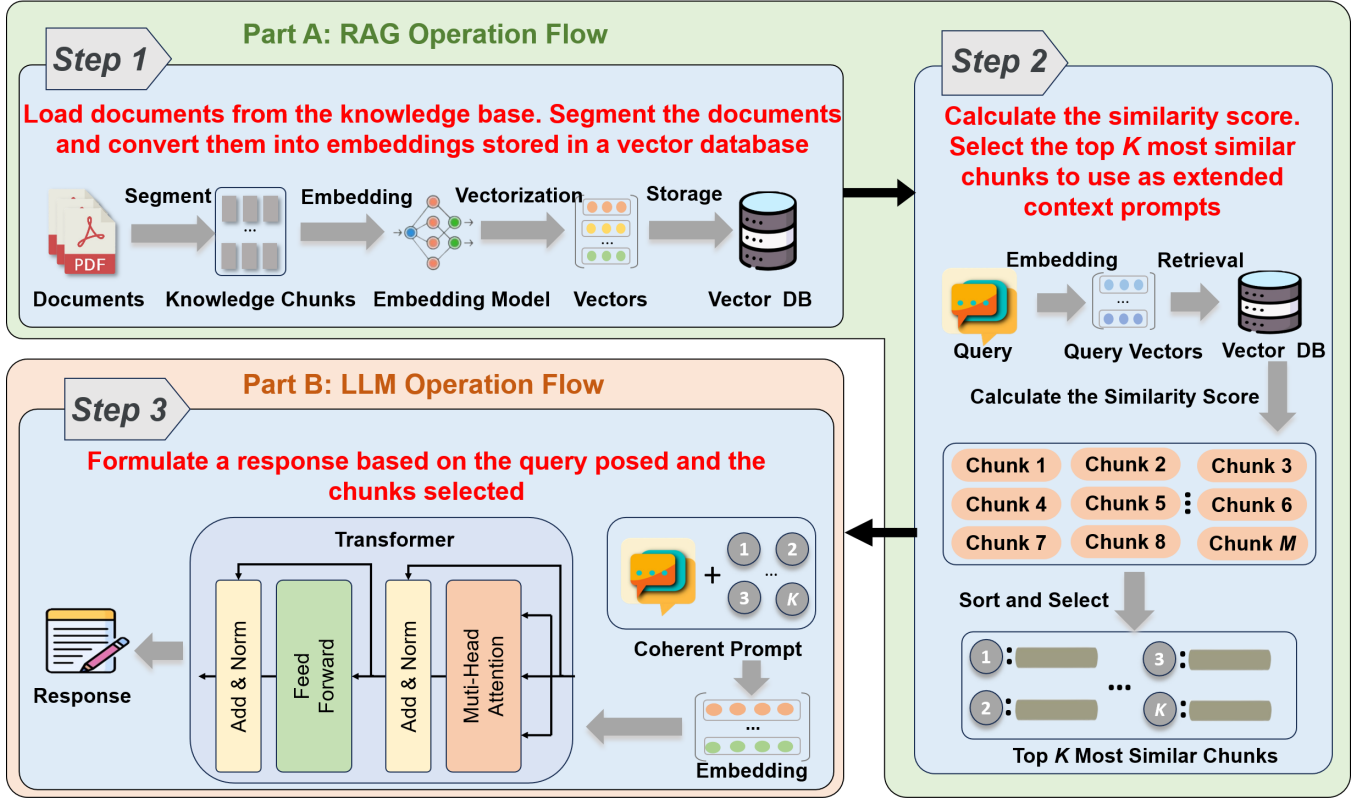 Part A: RAG Operation Flow
Step 1
Load documents from the knowledge base. Segment the documents
and convert them into embeddings stored in a vector database
Segment
Embedding
Vectorization
Storage
...
...
PDF
Documents
Knowledge Chunks
Embedding Model
Vectors
Vector DB
Step 2
Calculate the similarity score.
Select the top K most similar
chunks to use as extended
context prompts
Embedding
Retrieval
...
Query
Query Vectors
Vector DB
Calculate the Similarity Score
Chunk 1
Chunk 2
Chunk 3
Chunk 4
Chunk 5
Chunk 6
Chunk 7
Chunk 8
Chunk M
Sort and Select
1 :
3 :
...
2 :
K :
Top K Most Similar Chunks
Part B: LLM Operation Flow
Step 3
Formulate a response based on the query posed and the
chunks selected
Transformer
Add & Norm
Feed
Forward
Add & Norm
Muti-Head
Attention
Response
+
1
2
...
3
K
Coherent Prompt
...
Embedding